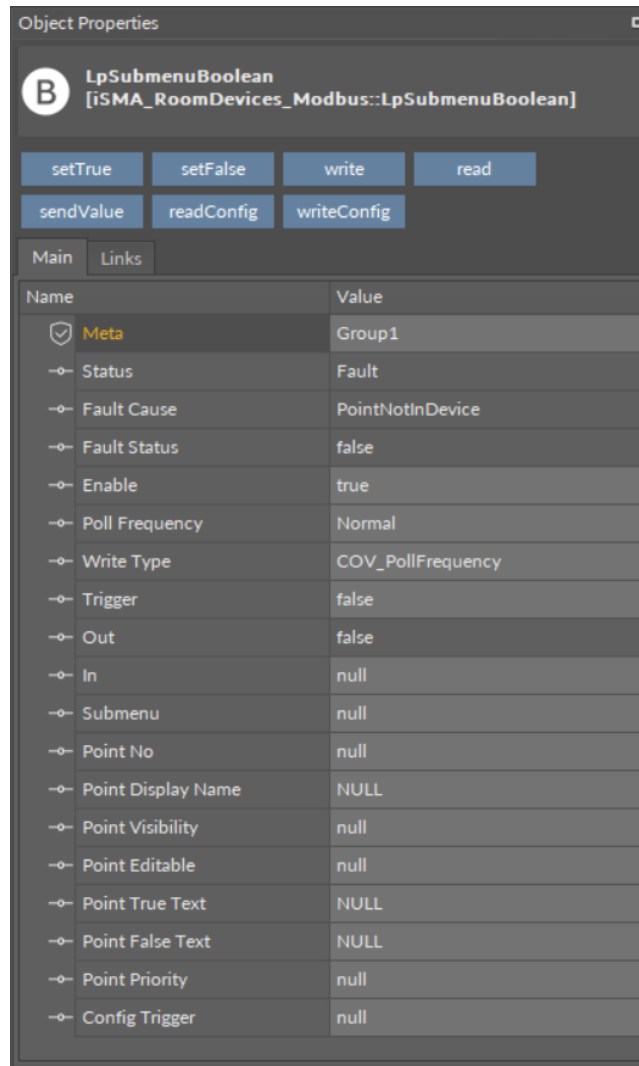 Object Properties
B
LpSubmenuBoolean
[iSMA_RoomDevices_Modbus::LpSubmenuBoolean]
setTrue setFalse write read
sendValue readConfig writeConfig
Main Links
Name Value
Meta Group1
Status Fault
Fault Cause PointNotInDevice
Fault Status false
Enable true
Poll Frequency Normal
Write Type COV_PollFrequency
Trigger false
Out false
In null
Submenu null
Point No null
Point Display Name NULL
Point Visibility null
Point Editable null
Point True Text NULL
Point False Text NULL
Point Priority null
Config Trigger null